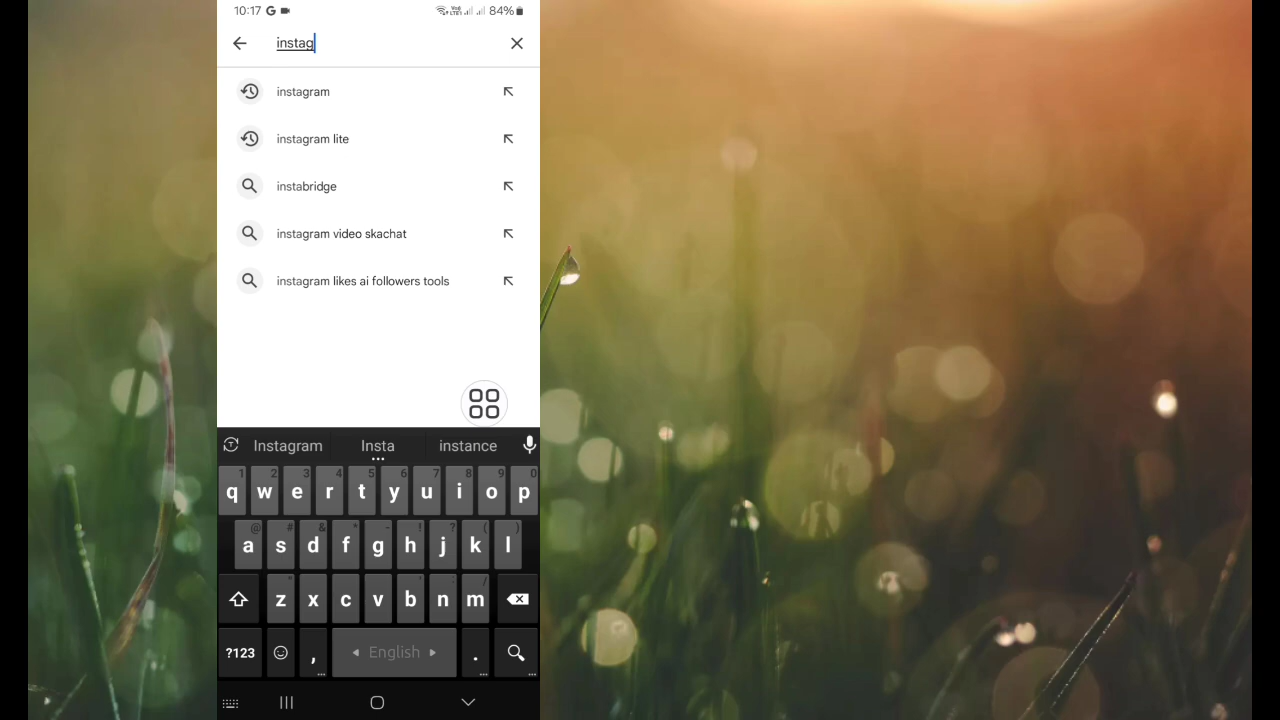 10:17 G 84%
instag
instagram
instagram lite
instabridge
instagram video skachat
instagram likes ai followers tools
Instagram Insta instance
1 2 3 4 5 6 7 8 9 0
q w e r t y u i o p
@ # & * - ! ? ( )
a s d f g h j k l
z x c v b n m
?123 , English .